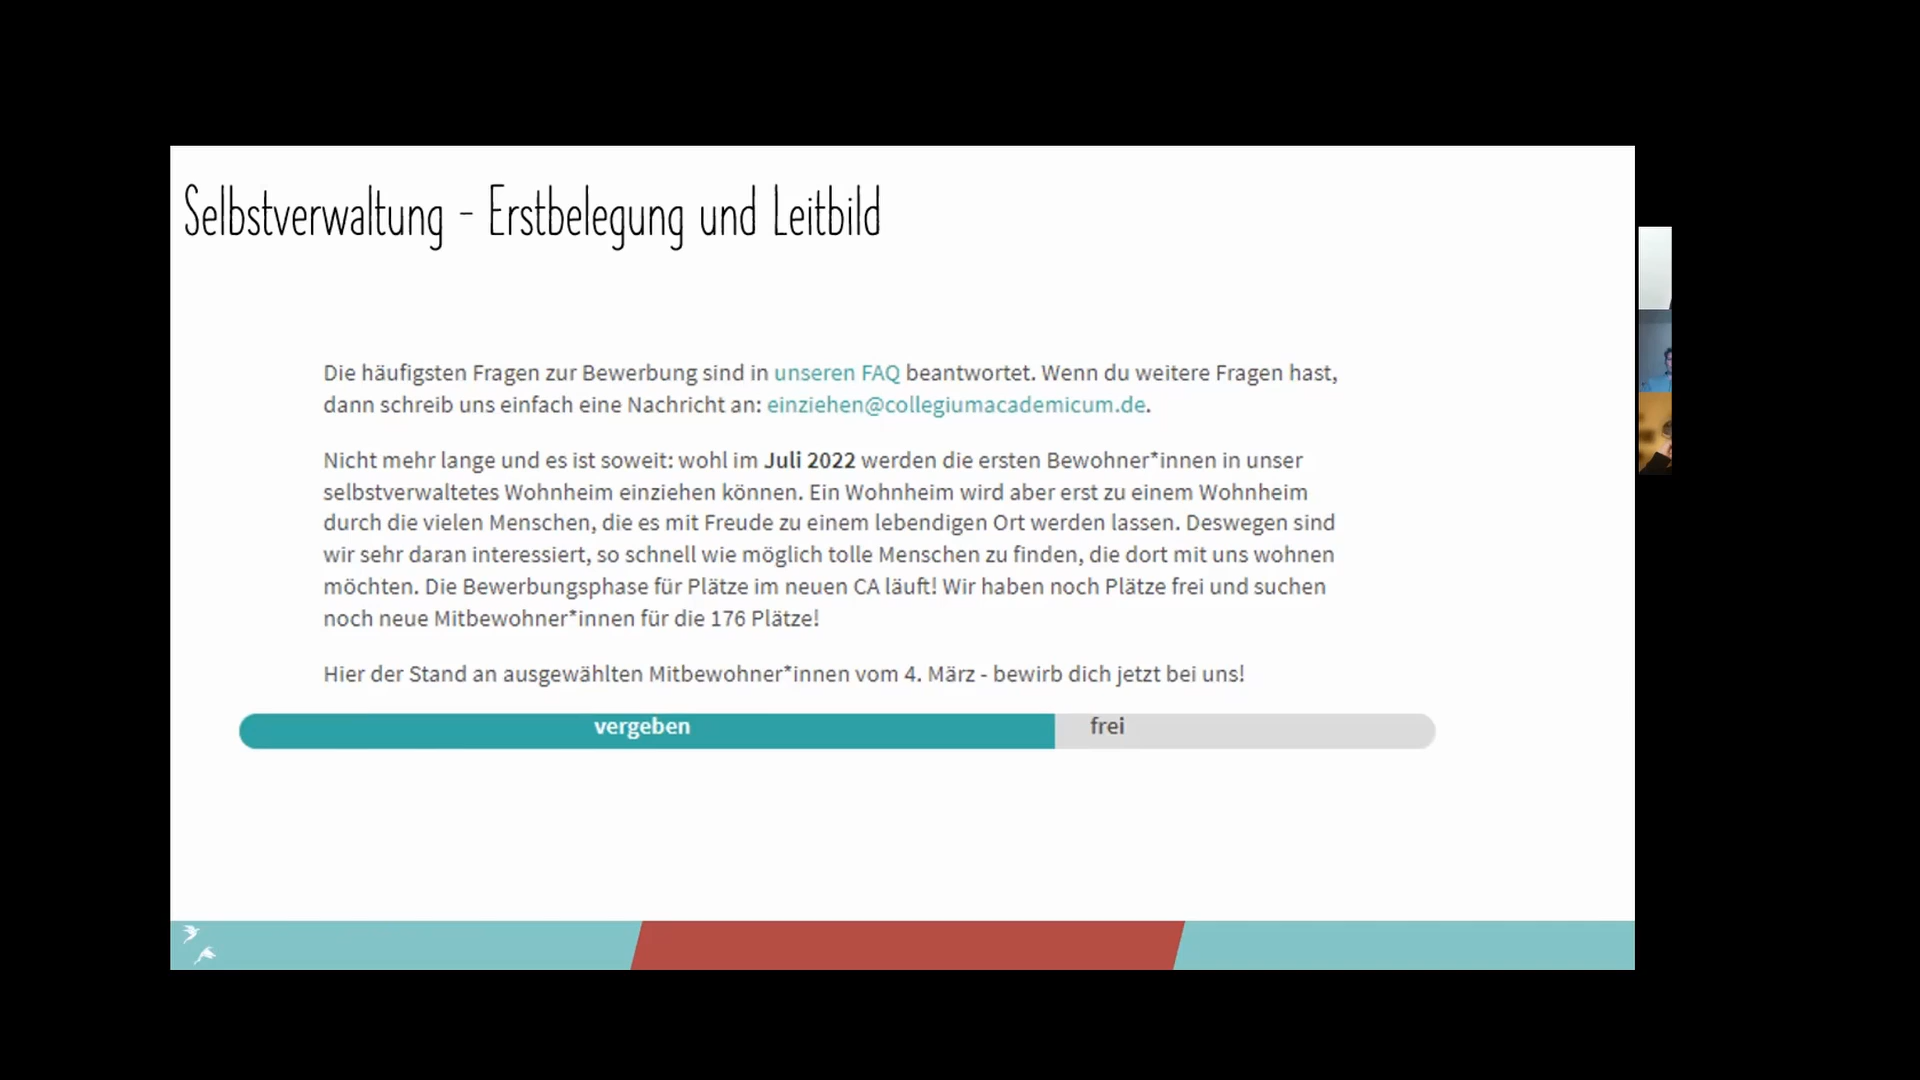 Selbstverwaltung - Erstbelegung und Leitbild
Die häufigsten Fragen zur Bewerbung sind in unseren FAQ beantwortet. Wenn du weitere Fragen hast,
dann schreib uns einfach eine Nachricht an: einziehen@collegiumacademicum.de.
Nicht mehr lange und es ist soweit: wohl im Juli 2022 werden die ersten Bewohner*innen in unser
selbstverwaltetes Wohnheim einziehen können. Ein Wohnheim wird aber erst zu einem Wohnheim
durch die vielen Menschen, die es mit Freude zu einem lebendigen Ort werden lassen. Deswegen sind
wir sehr daran interessiert, so schnell wie möglich tolle Menschen zu finden, die dort mit uns wohnen
möchten. Die Bewerbungsphase für Plätze im neuen CA läuft! Wir haben noch Plätze frei und suchen
noch neue Mitbewohner*innen für die 176 Plätze!
Hier der Stand an ausgewählten Mitbewohner*innen vom 4. März - bewirb dich jetzt bei uns!
vergeben frei